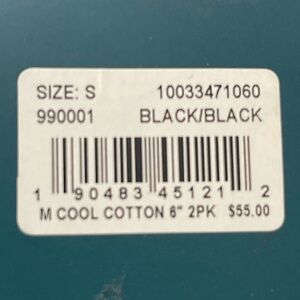 SIZE: S 10033471060
990001 BLACK/BLACK
1 90483 45121 2
M COOL COTTON 6" 2PK $55.00